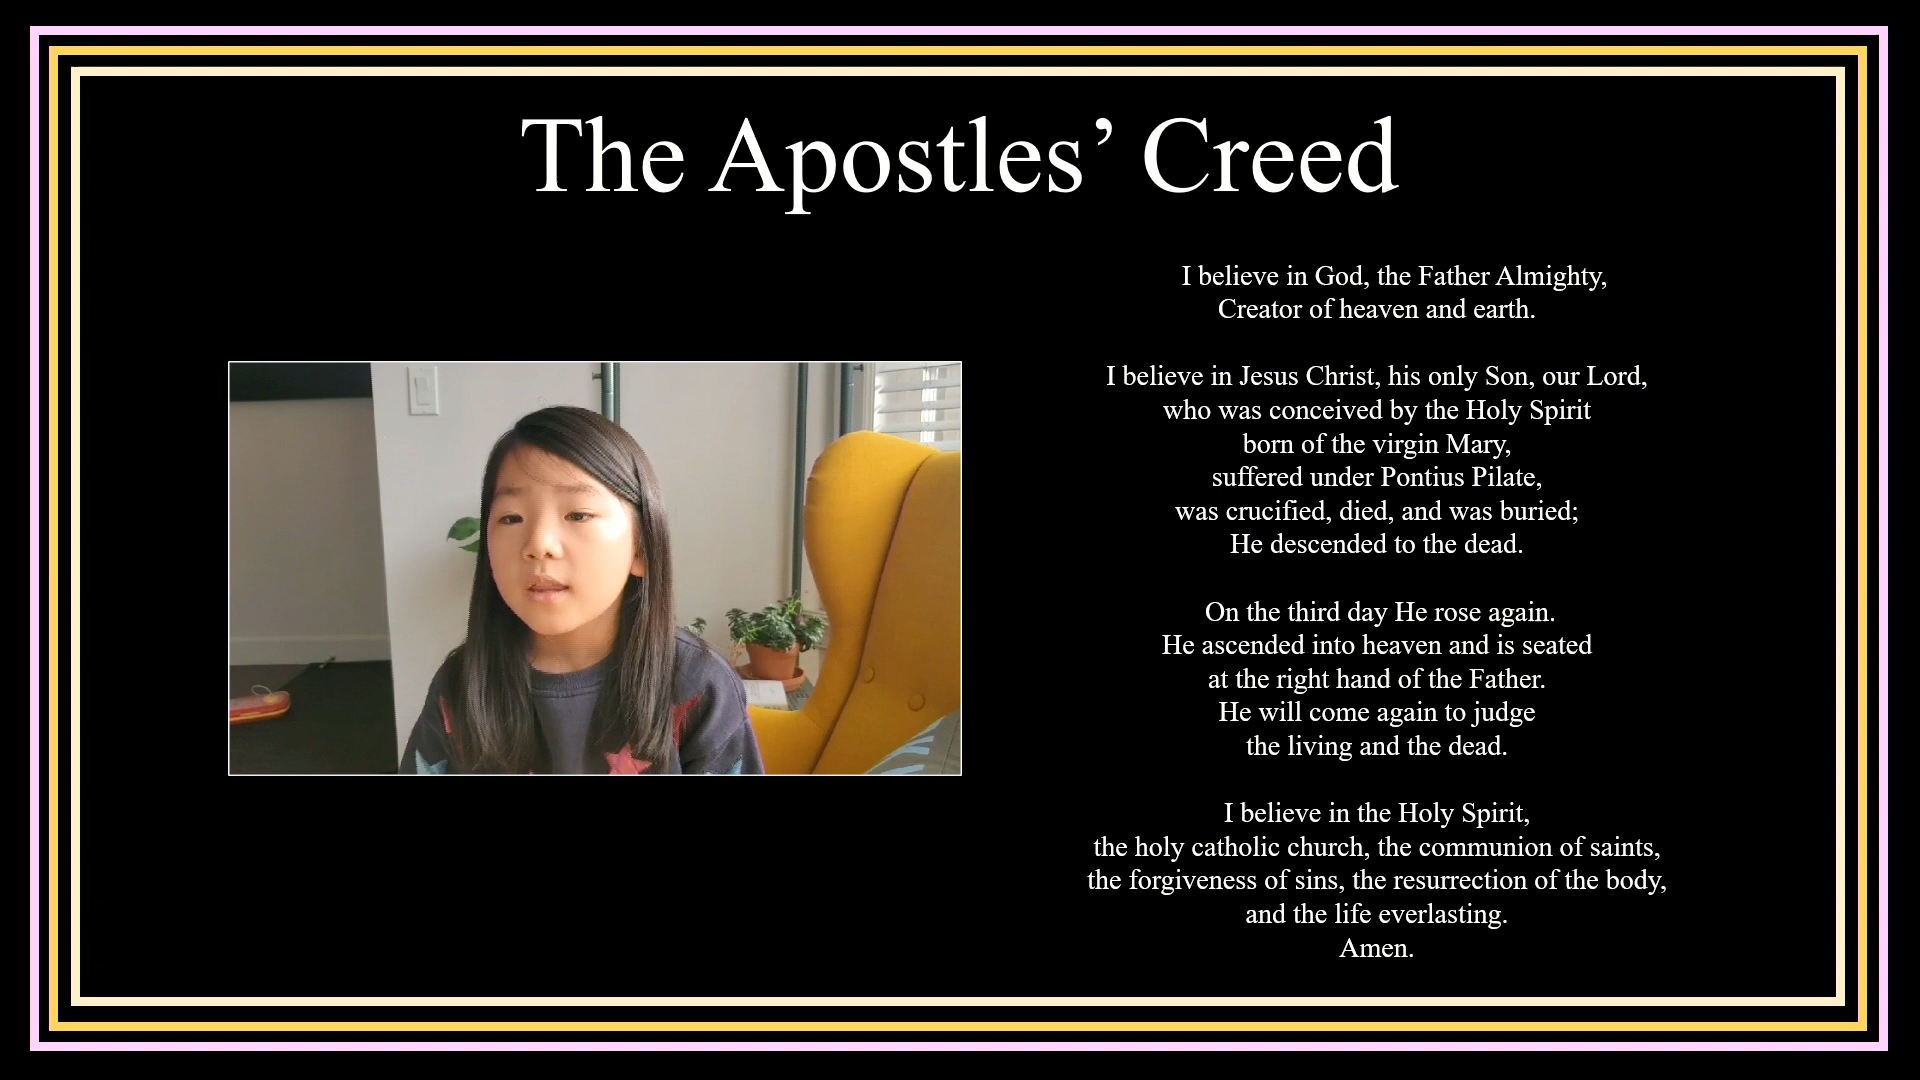 The Apostles’ Creed
I believe in God, the Father Almighty,
Creator of heaven and earth.
I believe in Jesus Christ, his only Son, our Lord,
who was conceived by the Holy Spirit
born of the virgin Mary,
suffered under Pontius Pilate,
was crucified, died, and was buried;
He descended to the dead.
On the third day He rose again.
He ascended into heaven and is seated
at the right hand of the Father.
He will come again to judge
the living and the dead.
I believe in the Holy Spirit,
the holy catholic church, the communion of saints,
the forgiveness of sins, the resurrection of the body,
and the life everlasting.
Amen.